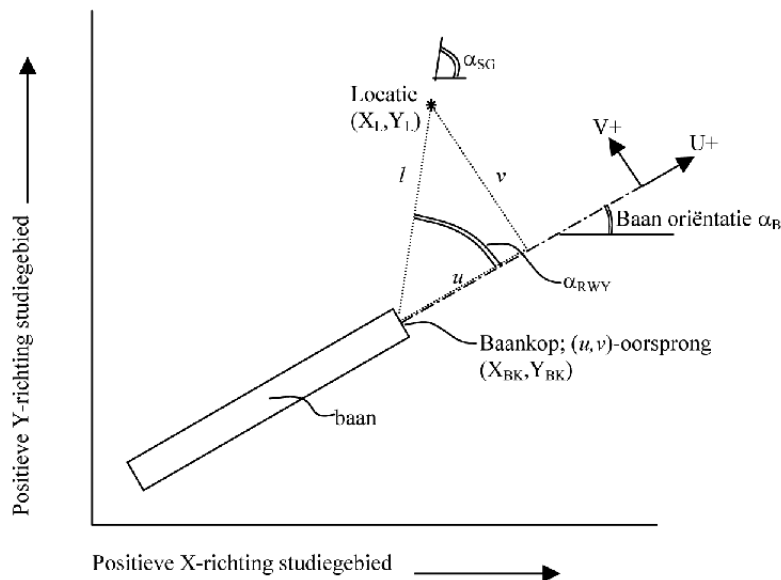 α_SG
Locatie
(X_L,Y_L)
V+
U+
l
v
Baan oriëntatie α_B
u
α_RWY
Baankop; (u,v)-oorsprong
(X_BK,Y_BK)
baan
Positieve Y-richting studiegebied
Positieve X-richting studiegebied